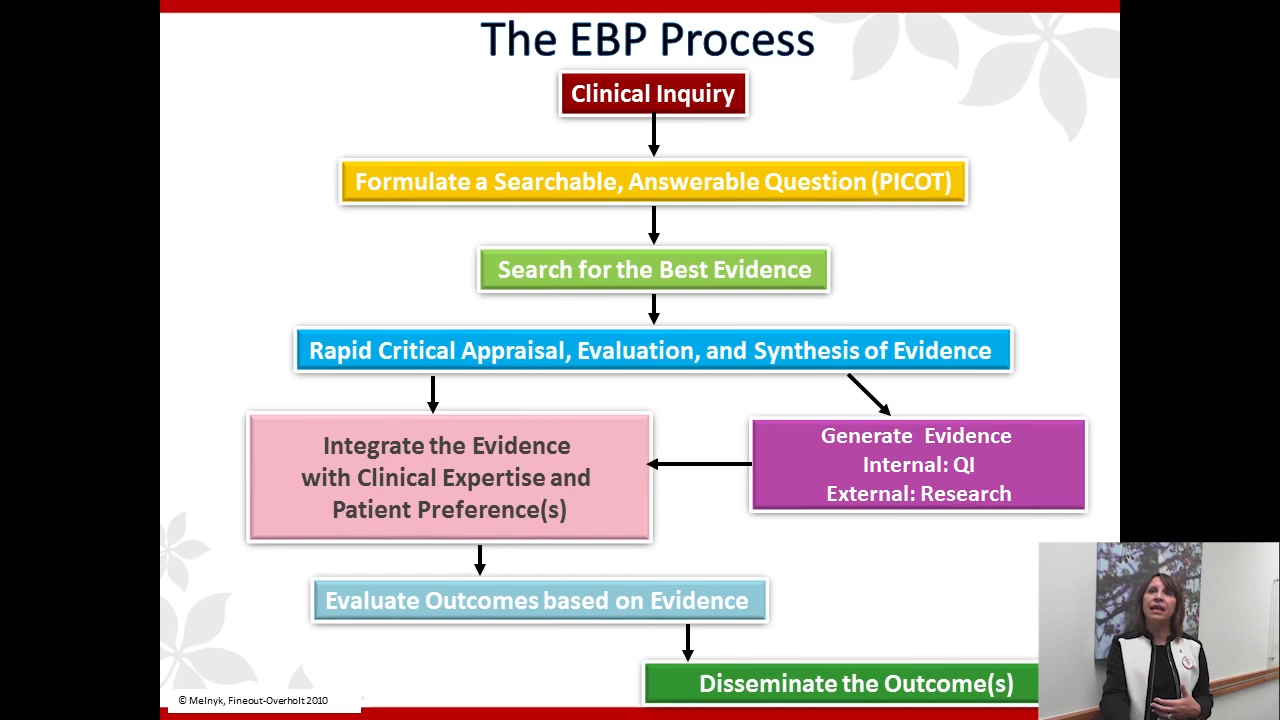 The EBP Process
Clinical Inquiry
Formulate a Searchable, Answerable Question (PICOT)
Search for the Best Evidence
Rapid Critical Appraisal, Evaluation, and Synthesis of Evidence
Integrate the Evidence
with Clinical Expertise and
Patient Preference(s)
Generate Evidence
Internal: QI
External: Research
Evaluate Outcomes based on Evidence
Disseminate the Outcome(s)
© Melnyk, Fineout-Overholt 2010